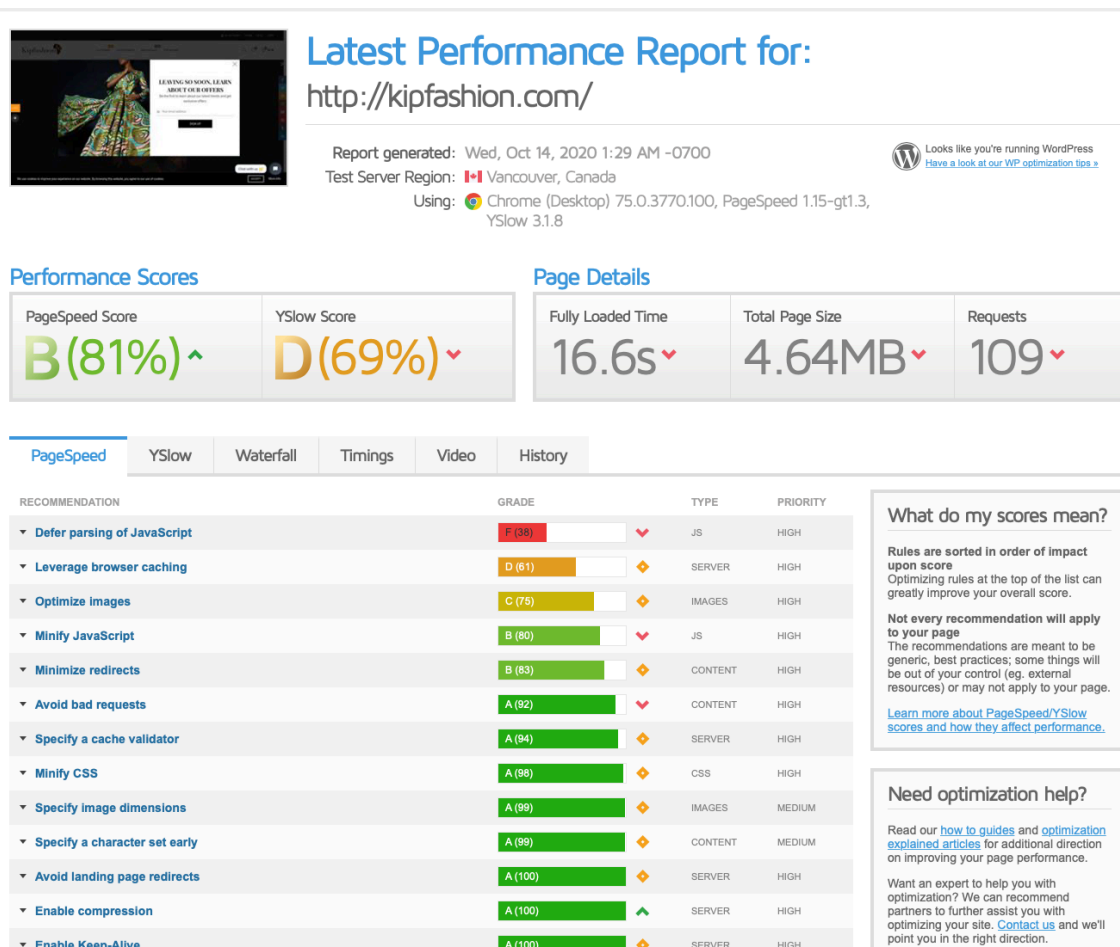 Kipfashion
LEAVING SO SOON, LEARN
ABOUT OUR OFFERS
Latest Performance Report for:
http://kipfashion.com/
Report generated: Wed, Oct 14, 2020 1:29 AM -0700
Test Server Region: Vancouver, Canada
Using: Chrome (Desktop) 75.0.3770.100, PageSpeed 1.15-gt1.3,
YSlow 3.1.8
Looks like you're running WordPress
Have a look at our WP optimization tips »
Performance Scores
PageSpeed Score
B (81%)
YSlow Score
D (69%)
Page Details
Fully Loaded Time
16.6s
Total Page Size
4.64MB
Requests
109
PageSpeed YSlow Waterfall Timings Video History
RECOMMENDATION GRADE TYPE PRIORITY
Defer parsing of JavaScript F (38) JS HIGH
Leverage browser caching D (61) SERVER HIGH
Optimize images C (75) IMAGES HIGH
Minify JavaScript B (80) JS HIGH
Minimize redirects B (83) CONTENT HIGH
Avoid bad requests A (92) CONTENT HIGH
Specify a cache validator A (94) SERVER HIGH
Minify CSS A (98) CSS HIGH
Specify image dimensions A (99) IMAGES MEDIUM
Specify a character set early A (99) CONTENT MEDIUM
Avoid landing page redirects A (100) SERVER HIGH
Enable compression A (100) SERVER HIGH
Enable Keep-Alive A (100) SERVER HIGH
What do my scores mean?
Rules are sorted in order of impact
upon score
Optimizing rules at the top of the list can
greatly improve your overall score.
Not every recommendation will apply
to your page
The recommendations are meant to be
generic, best practices; some things will
be out of your control (eg. external
resources) or may not apply to your page.
Learn more about PageSpeed/YSlow
scores and how they affect performance.
Need optimization help?
Read our how to guides and optimization
explained articles for additional direction
on improving your page performance.
Want an expert to help you with
optimization? We can recommend
partners to further assist you with
optimizing your site. Contact us and we'll
point you in the right direction.